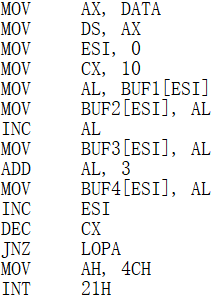 MOV AX, DATA
MOV DS, AX
MOV ESI, 0
MOV CX, 10
MOV AL, BUF1[ESI]
MOV BUF2[ESI], AL
INC AL
MOV BUF3[ESI], AL
ADD AL, 3
MOV BUF4[ESI], AL
INC ESI
DEC CX
JNZ LOPA
MOV AH, 4CH
INT 21H